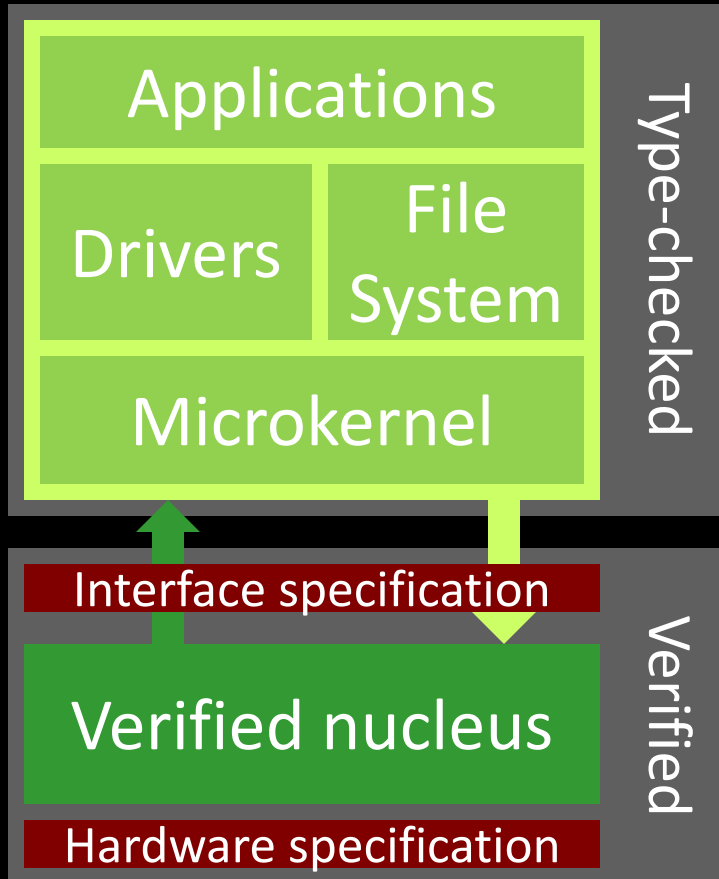 Applications
Type-checked
Drivers
File
System
Microkernel
Interface specification
Verified
Verified nucleus
Hardware specification